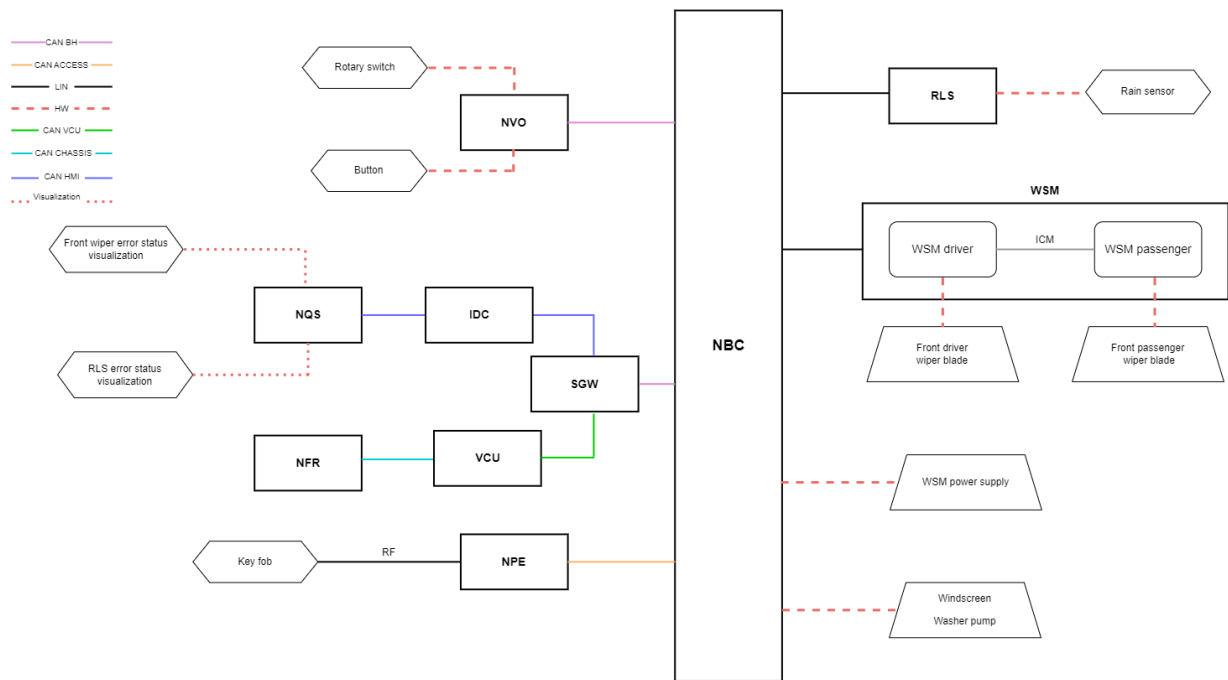 CAN BH
CAN ACCESS
LIN
HW
CAN VCU
CAN CHASSIS
CAN HMI
Visualization
Rotary switch
NVO
Button
Front wiper error status
visualization
NQS
IDC
RLS error status
visualization
SGW
NFR
VCU
Key fob
RF
NPE
NBC
RLS
Rain sensor
WSM
WSM driver
ICM
WSM passenger
Front driver
wiper blade
Front passenger
wiper blade
WSM power supply
Windscreen
Washer pump